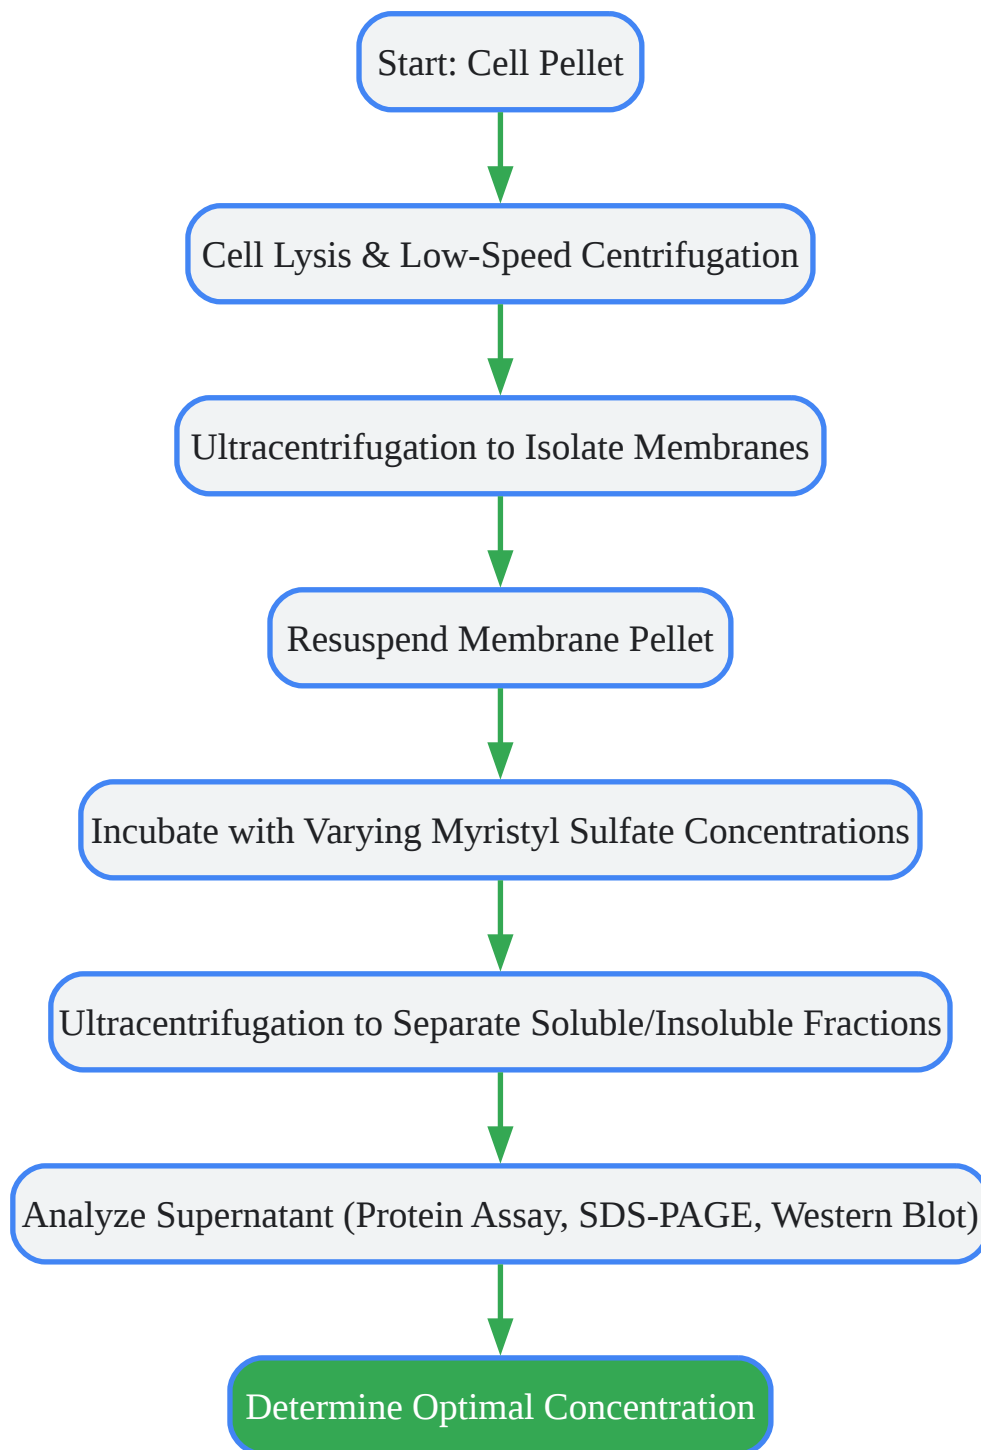 Start: Cell Pellet
Cell Lysis & Low-Speed Centrifugation
Ultracentrifugation to Isolate Membranes
Resuspend Membrane Pellet
Incubate with Varying Myristyl Sulfate Concentrations
Ultracentrifugation to Separate Soluble/Insoluble Fractions
Analyze Supernatant (Protein Assay, SDS-PAGE, Western Blot)
Determine Optimal Concentration